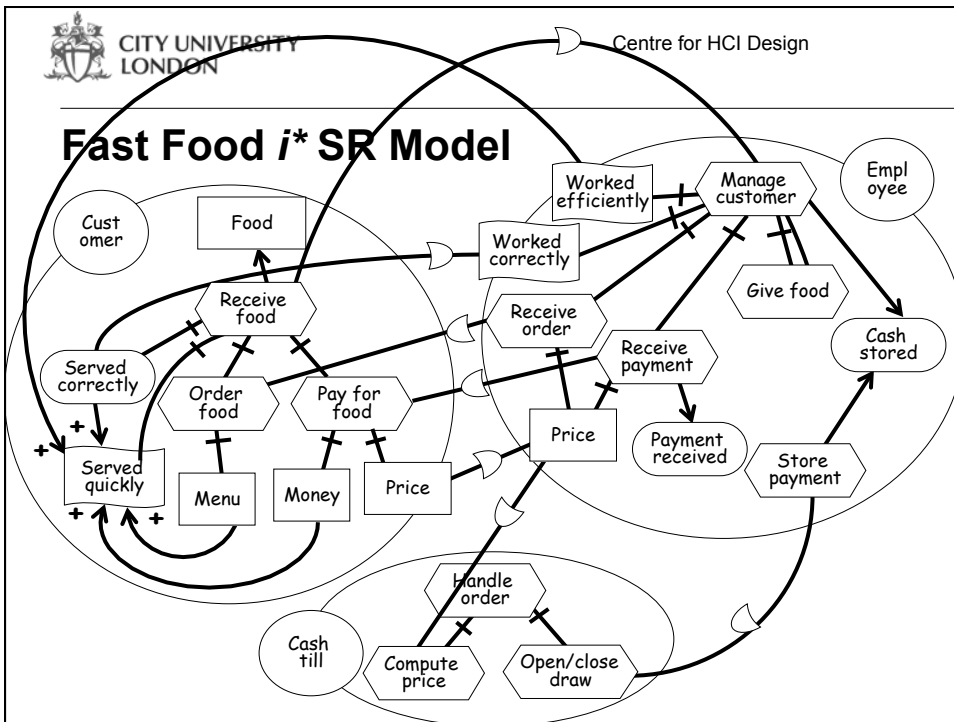 CITY UNIVERSITY
LONDON
Centre for HCI Design
Fast Food i* SR Model
Cust
omer
Food
Worked
efficiently
Manage
customer
Empl
oyee
Worked
correctly
Receive
food
Receive
order
Give food
Cash
stored
Served
correctly
Order
food
Pay for
food
Receive
payment
+
+
Served
quickly
Menu
Money
Price
Price
Payment
received
Store
payment
+
+
Handle
order
Cash
till
Compute
price
Open/close
draw